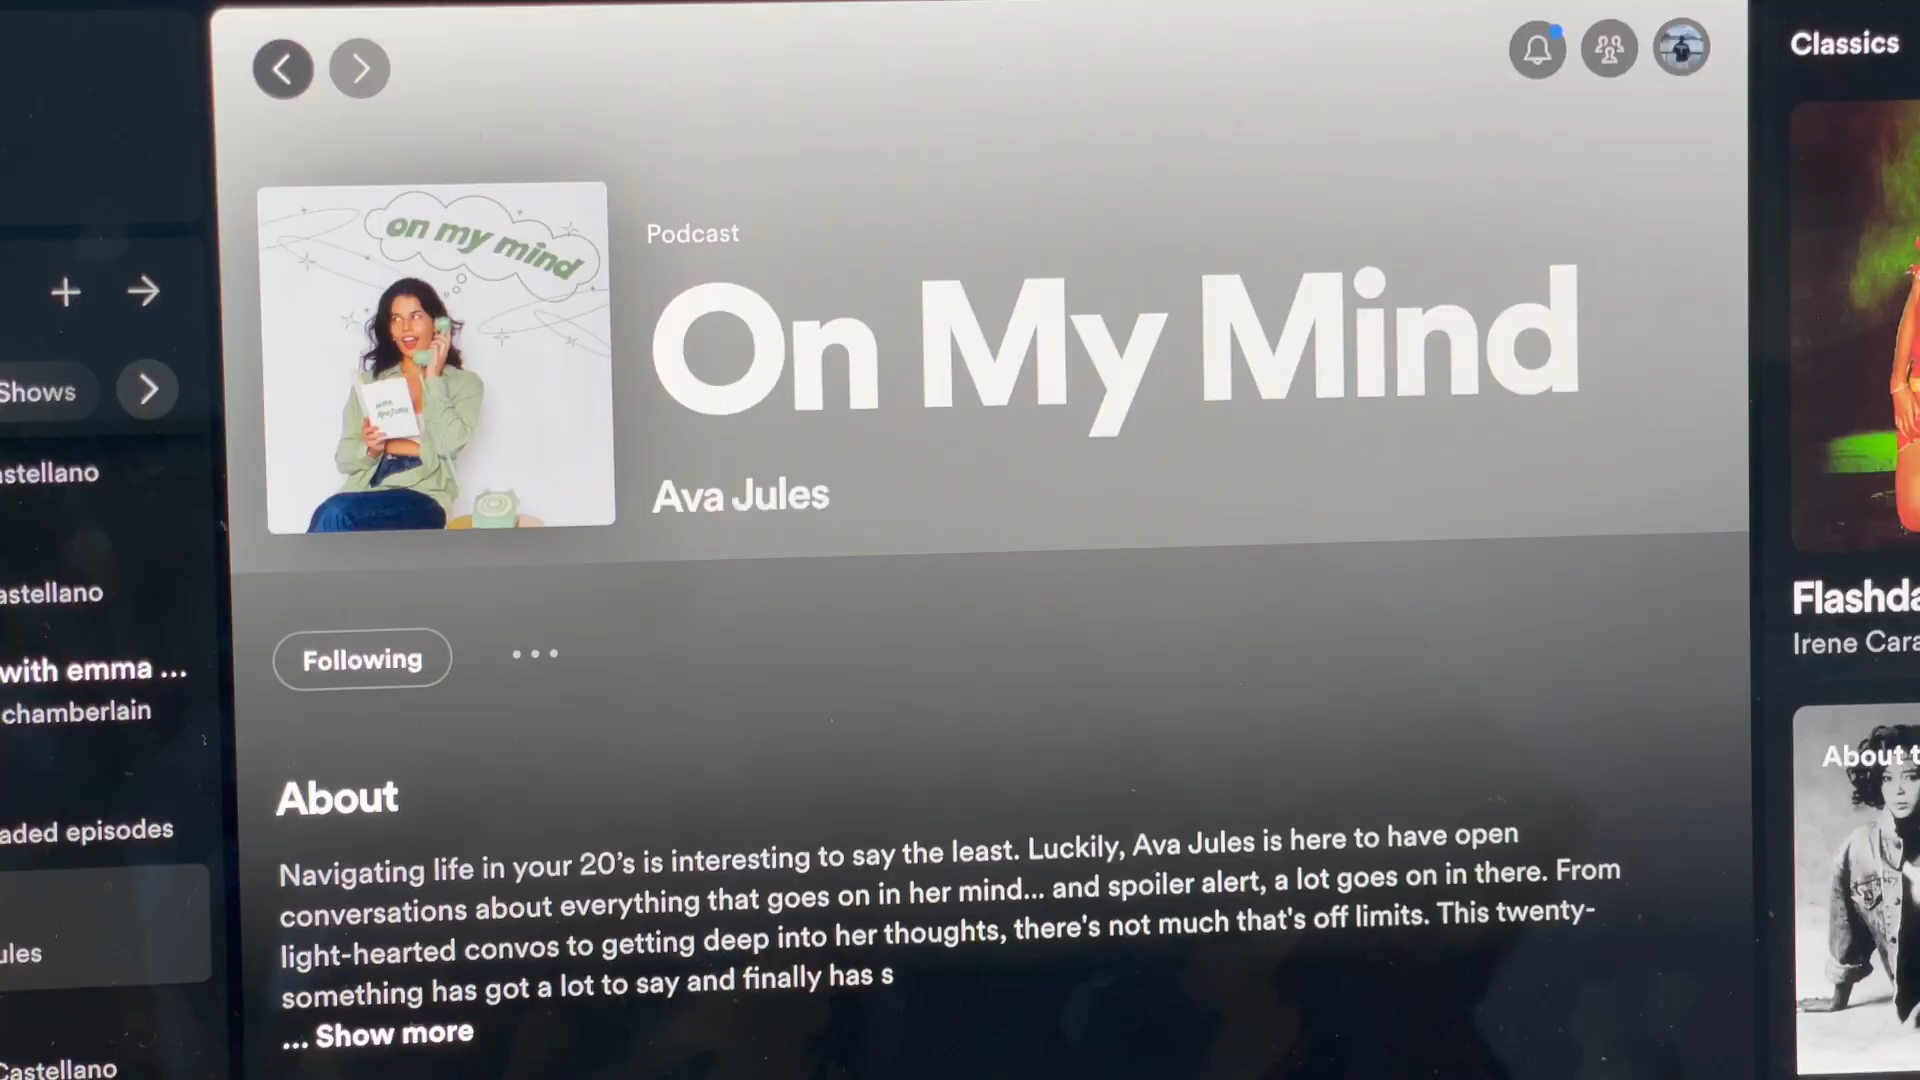 Classics
on my mind
Podcast
On My Mind
Ava Jules
Shows
stellano
astellano
with emma ...
chamberlain
aded episodes
ules
Castellano
Following
...
About
Navigating life in your 20's is interesting to say the least. Luckily, Ava Jules is here to have open
conversations about everything that goes on in her mind... and spoiler alert, a lot goes on in there. From
light-hearted convos to getting deep into her thoughts, there's not much that's off limits. This twenty-
something has got a lot to say and finally has s
... Show more
Flashda
Irene Cara
About t